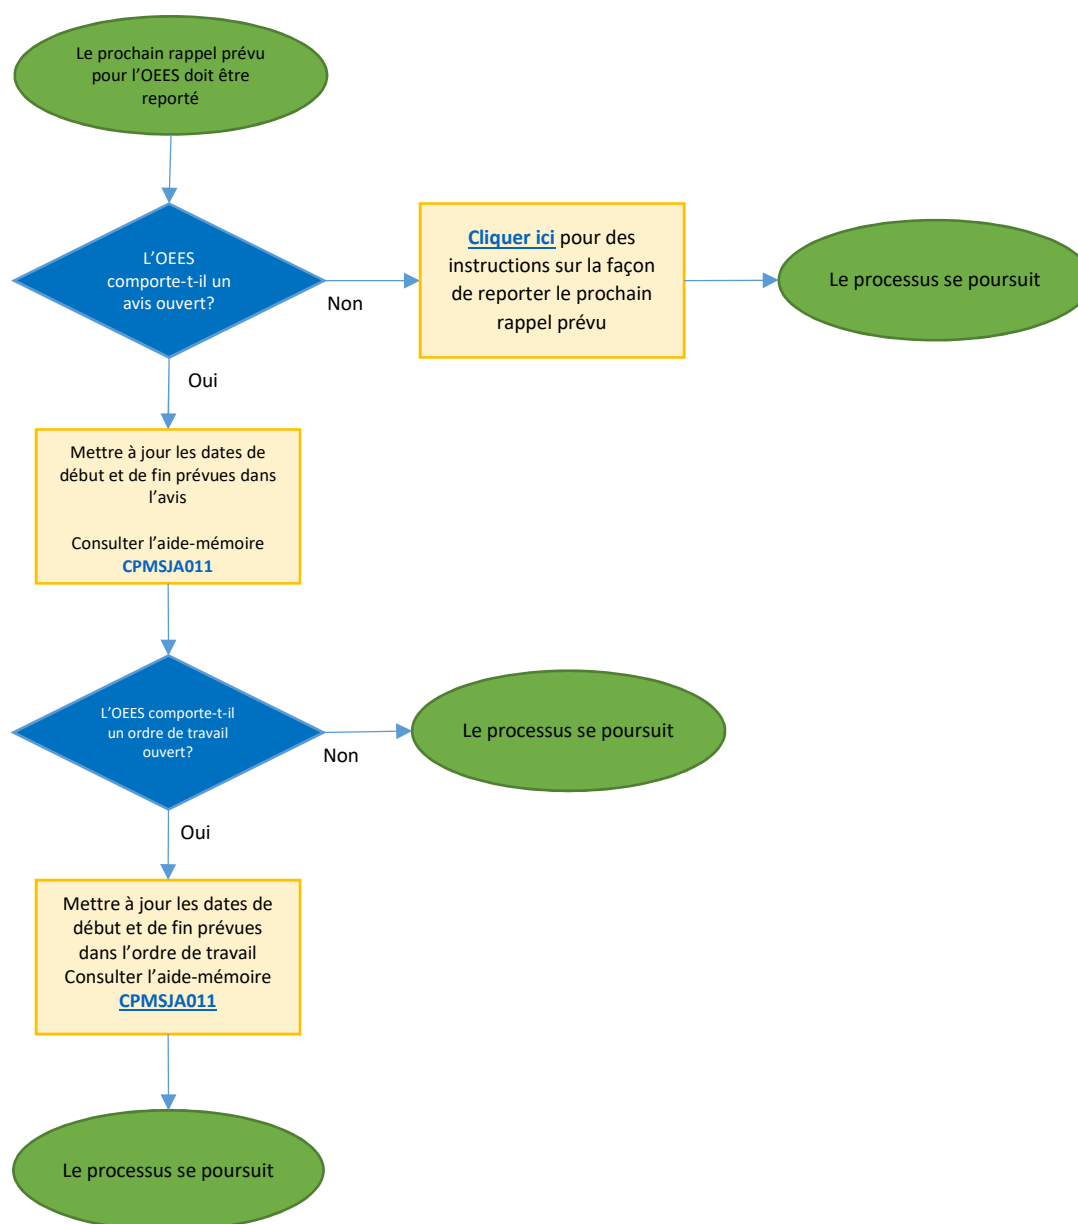 Le prochain rappel prévu
pour l’OEES doit être
reporté
L’OEES
comporte-t-il un
avis ouvert?
Non
Cliquer ici pour des
instructions sur la façon
de reporter le prochain
rappel prévu
Le processus se poursuit
Oui
Mettre à jour les dates de
début et de fin prévues dans
l’avis
Consulter l’aide-mémoire
CPMSJA011
L’OEES comporte-t-il
un ordre de travail
ouvert?
Non
Le processus se poursuit
Oui
Mettre à jour les dates de
début et de fin prévues
dans l’ordre de travail
Consulter l’aide-mémoire
CPMSJA011
Le processus se poursuit